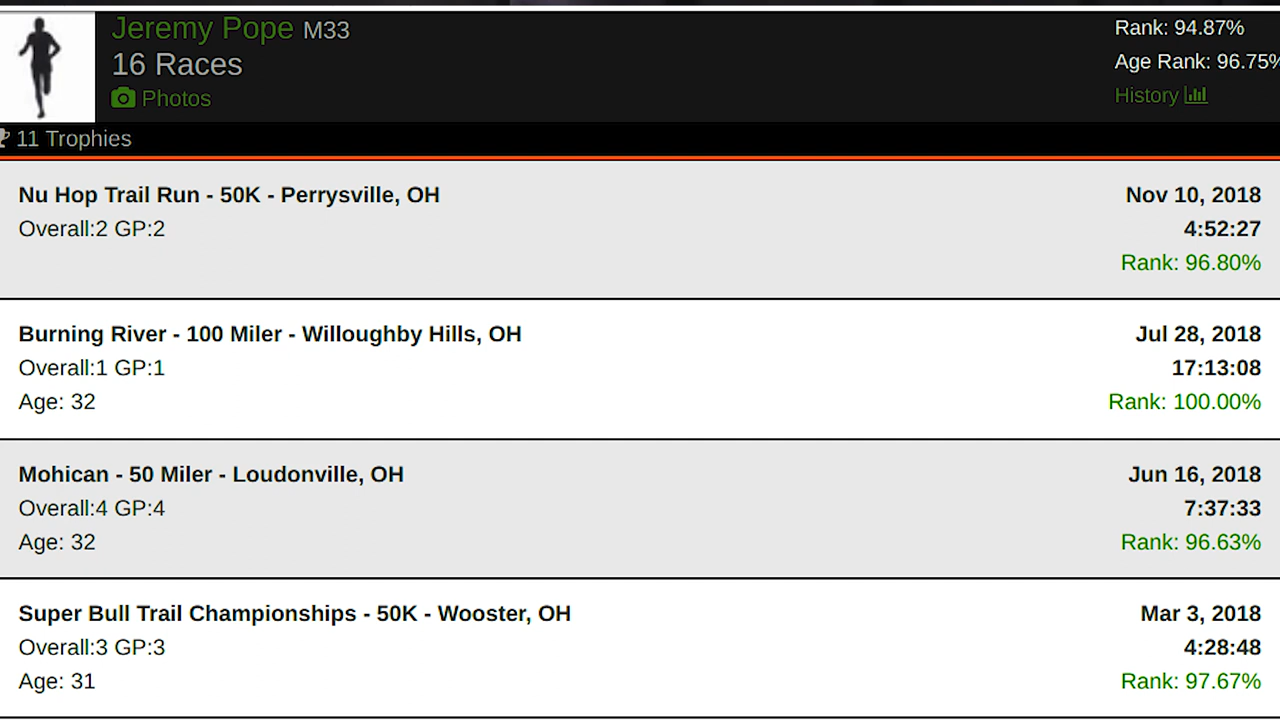 Jeremy Pope M33
16 Races
Photos
Rank: 94.87%
Age Rank: 96.75%
History
11 Trophies
Nu Hop Trail Run - 50K - Perrysville, OH
Nov 10, 2018
Overall:2 GP:2
4:52:27
Rank: 96.80%
Burning River - 100 Miler - Willoughby Hills, OH
Jul 28, 2018
Overall:1 GP:1
17:13:08
Age: 32
Rank: 100.00%
Mohican - 50 Miler - Loudonville, OH
Jun 16, 2018
Overall:4 GP:4
7:37:33
Age: 32
Rank: 96.63%
Super Bull Trail Championships - 50K - Wooster, OH
Mar 3, 2018
Overall:3 GP:3
4:28:48
Age: 31
Rank: 97.67%